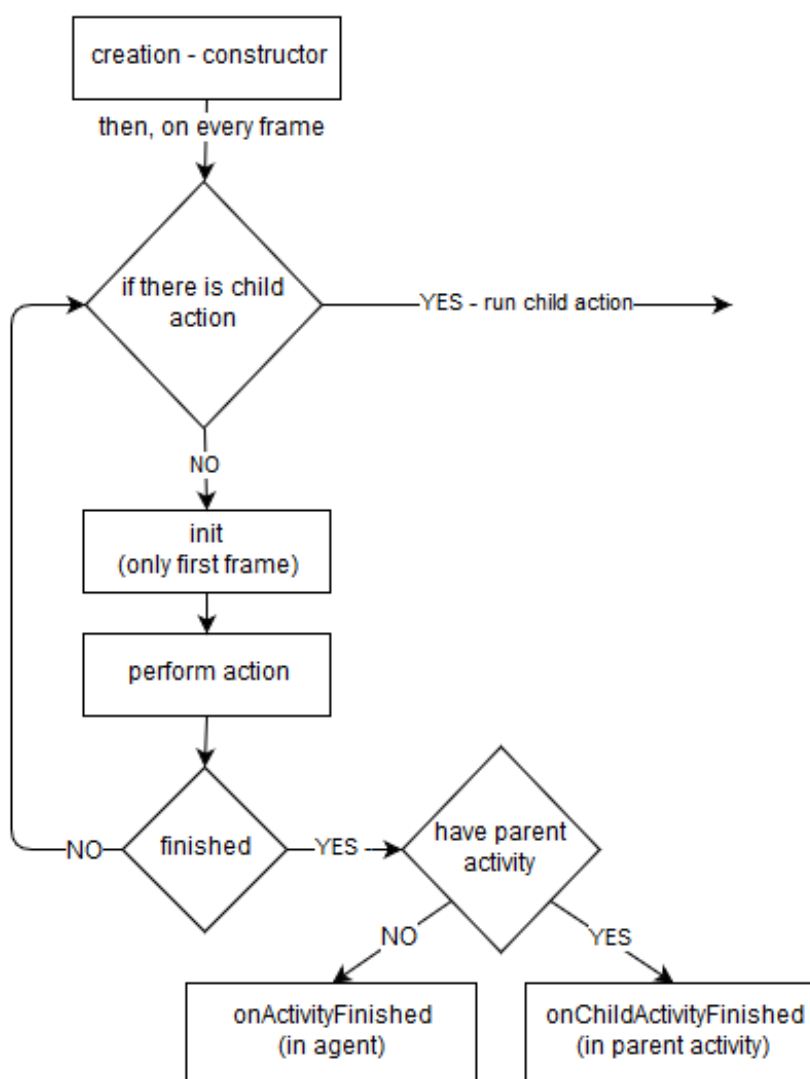 creation - constructor
then, on every frame
if there is child
action
YES - run child action
NO
init
(only first frame)
perform action
finished
NO
YES -
have parent
activity
NO
YES
onActivityFinished
(in agent)
onChildActivityFinished
(in parent activity)